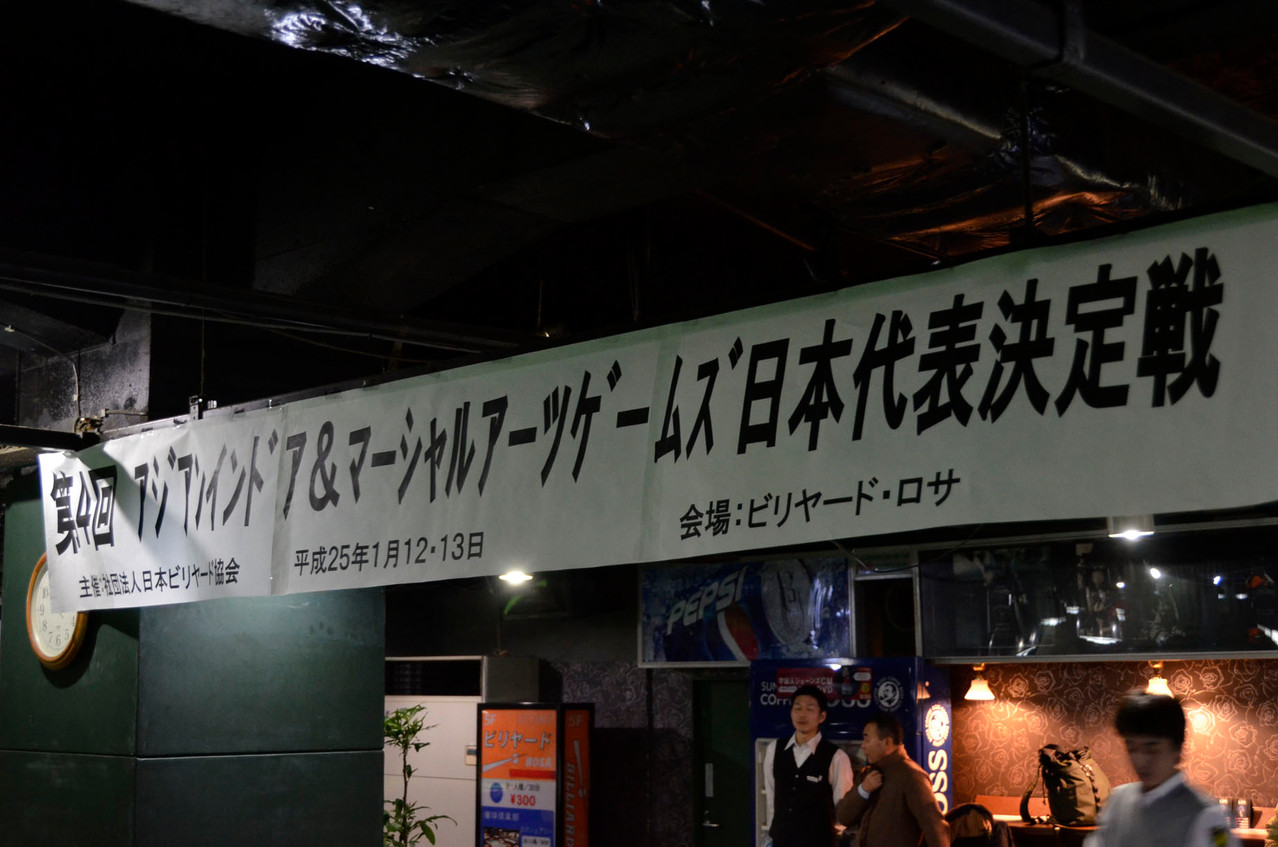 第4回 アジアンインドア&マーシャルアーツゲームズ日本代表決定戦
主催:社団法人日本ビリヤード協会
平成25年1月12・13日
会場:ビリヤード・ロサ
PEPSI
BOSS
ビリヤード
ROSA
¥300
BILLIARD